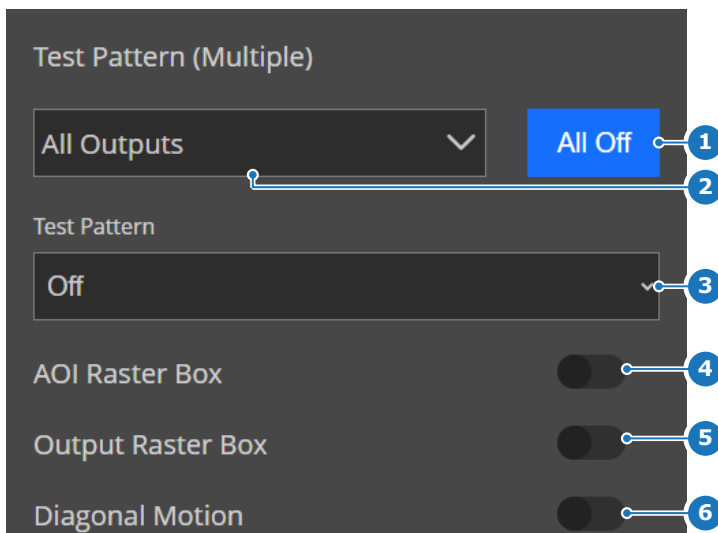 Test Pattern (Multiple)
All Outputs
All Off
1
2
Test Pattern
Off
3
AOI Raster Box
4
Output Raster Box
5
Diagonal Motion
6